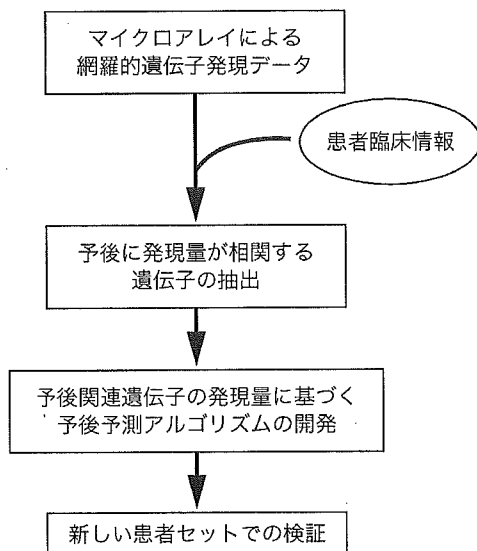 マイクロアレイによる
網羅的遺伝子発現データ
患者臨床情報
予後に発現量が相関する
遺伝子の抽出
予後関連遺伝子の発現量に基づく
予後予測アルゴリズムの開発
新しい患者セットでの検証